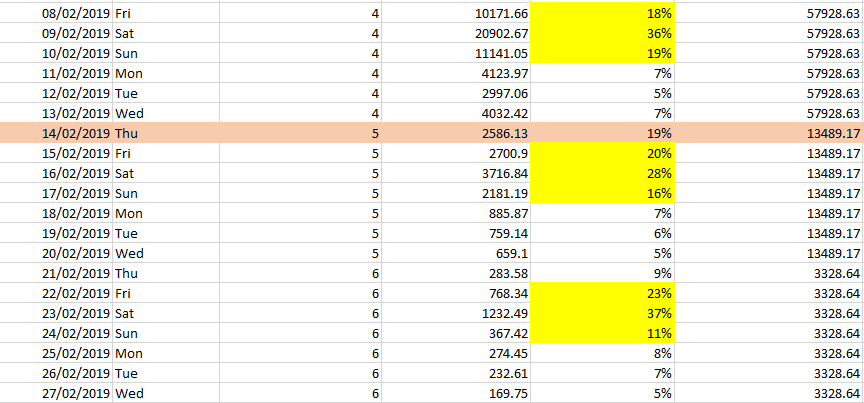 08/02/2019 Fri 4 10171.66 18% 57928.63
09/02/2019 Sat 4 20902.67 36% 57928.63
10/02/2019 Sun 4 11141.05 19% 57928.63
11/02/2019 Mon 4 4123.97 7% 57928.63
12/02/2019 Tue 4 2997.06 5% 57928.63
13/02/2019 Wed 4 4032.42 7% 57928.63
14/02/2019 Thu 5 2586.13 19% 13489.17
15/02/2019 Fri 5 2700.9 20% 13489.17
16/02/2019 Sat 5 3716.84 28% 13489.17
17/02/2019 Sun 5 2181.19 16% 13489.17
18/02/2019 Mon 5 885.87 7% 13489.17
19/02/2019 Tue 5 759.14 6% 13489.17
20/02/2019 Wed 5 659.1 5% 13489.17
21/02/2019 Thu 6 283.58 9% 3328.64
22/02/2019 Fri 6 768.34 23% 3328.64
23/02/2019 Sat 6 1232.49 37% 3328.64
24/02/2019 Sun 6 367.42 11% 3328.64
25/02/2019 Mon 6 274.45 8% 3328.64
26/02/2019 Tue 6 232.61 7% 3328.64
27/02/2019 Wed 6 169.75 5% 3328.64